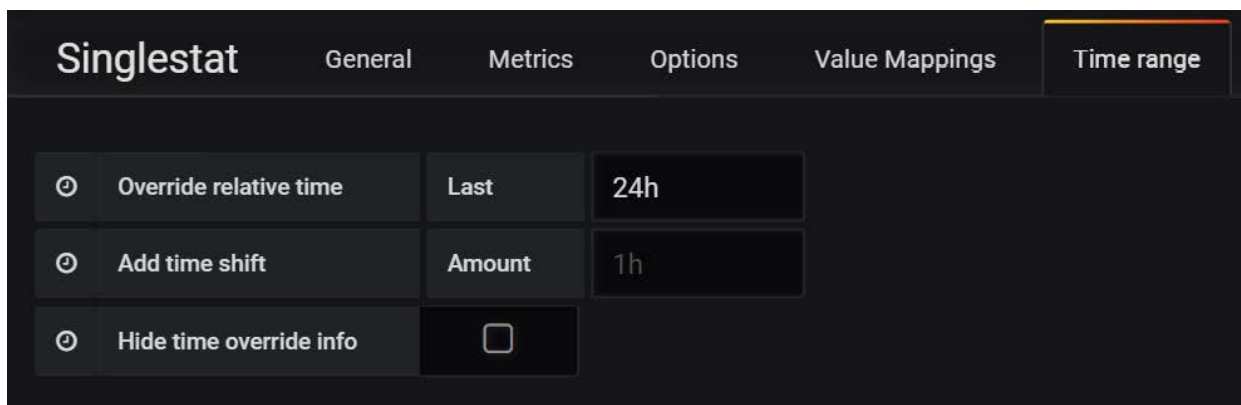 Singlestat General Metrics Options Value Mappings Time range
Override relative time Last 24h
Add time shift Amount 1h
Hide time override info